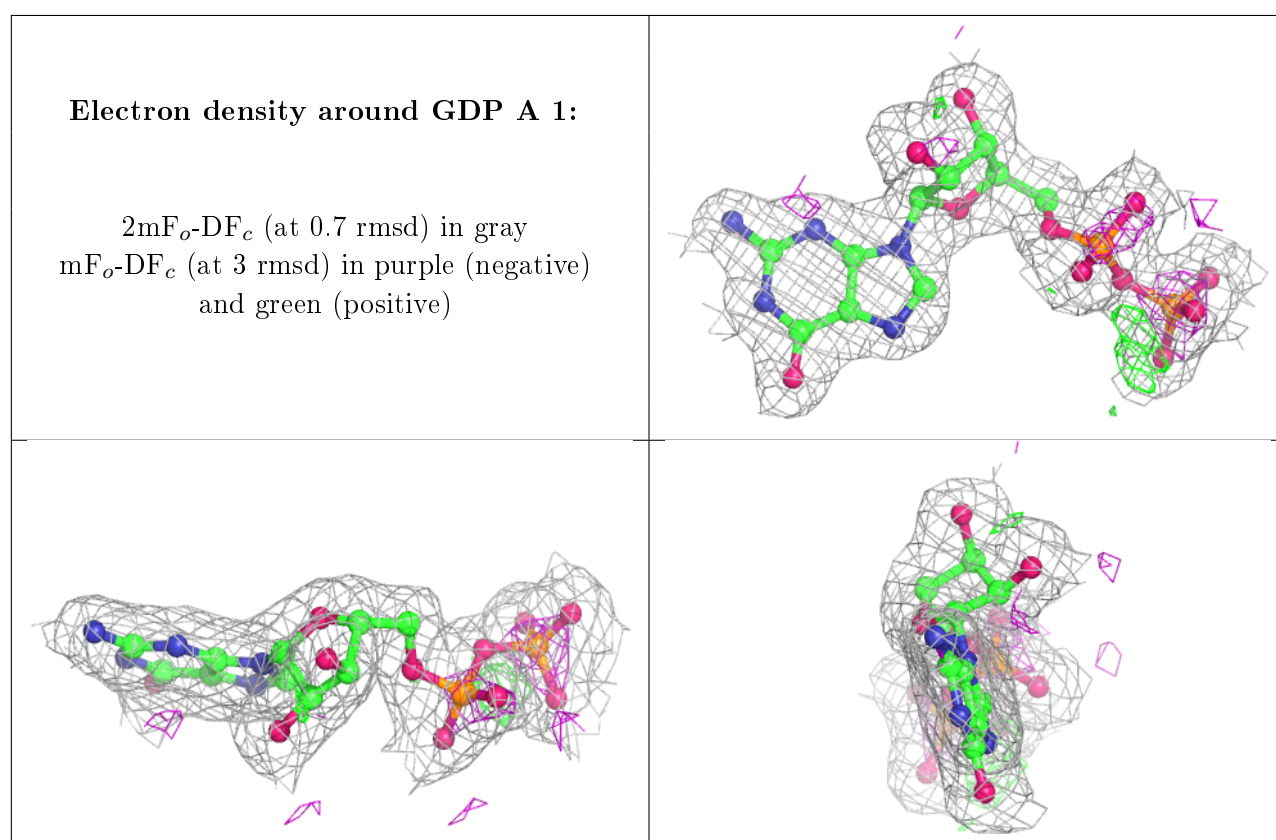 Electron density around GDP A 1:
2mFo-DFc (at 0.7 rmsd) in gray
mFo-DFc (at 3 rmsd) in purple (negative)
and green (positive)